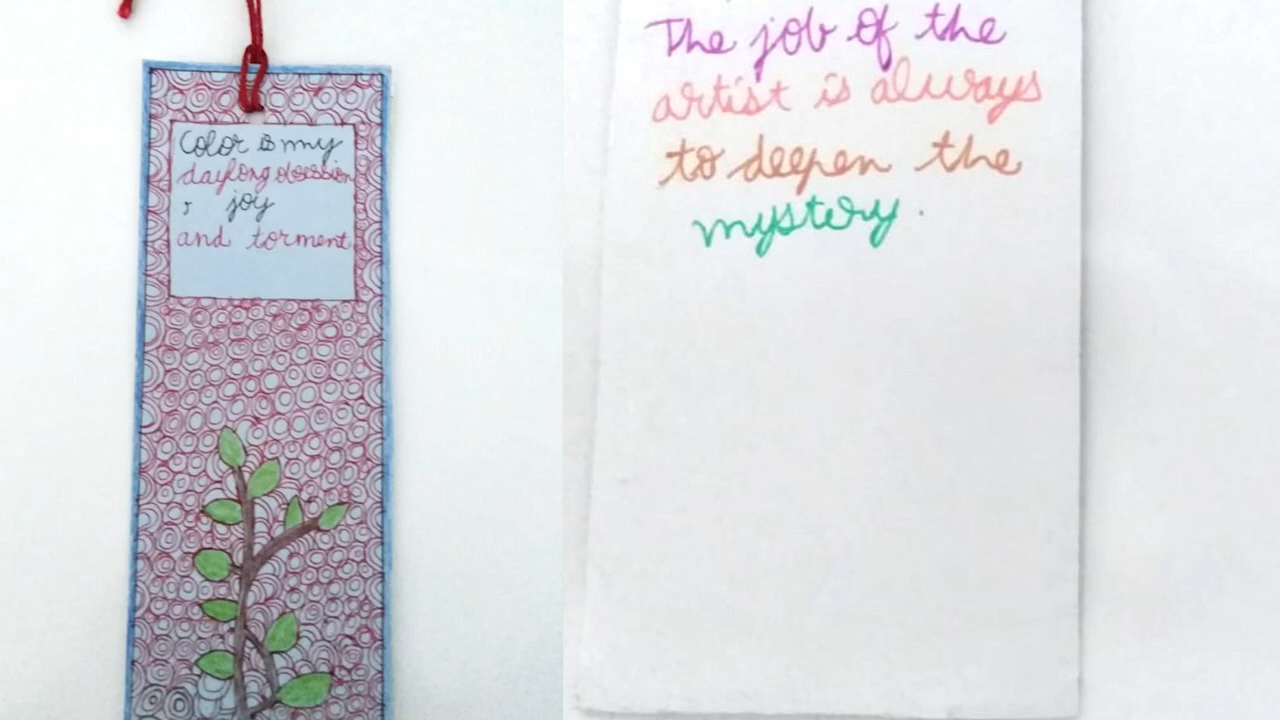 Color is my
daylong obsession
, joy
and torment
The job of the
artist is always
to deepen the
mystery.